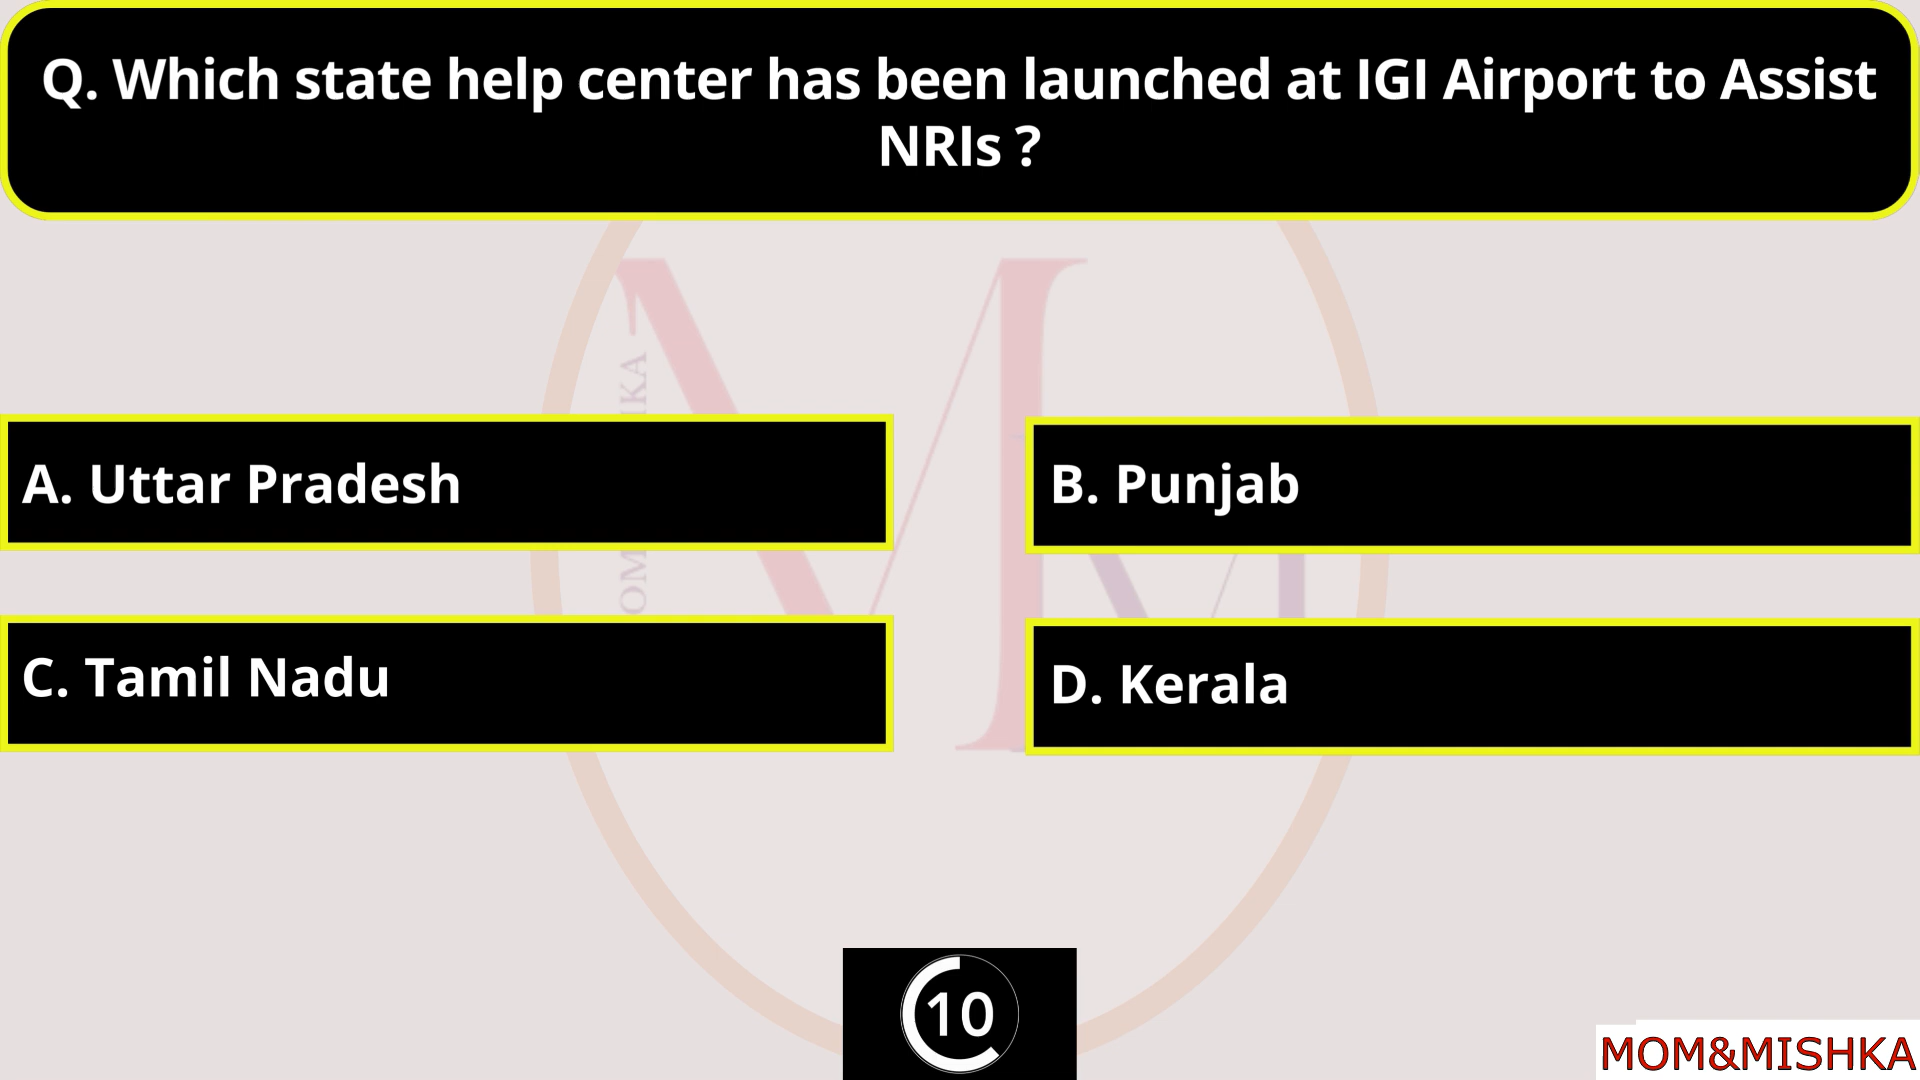 Q. Which state help center has been launched at IGI Airport to Assist
NRIs ?
A. Uttar Pradesh
B. Punjab
C. Tamil Nadu
D. Kerala
10
MOM&MISHKA